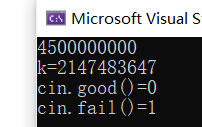 Microsoft Visual S
4500000000
k=2147483647
cin.good()=0
cin.fail()=1